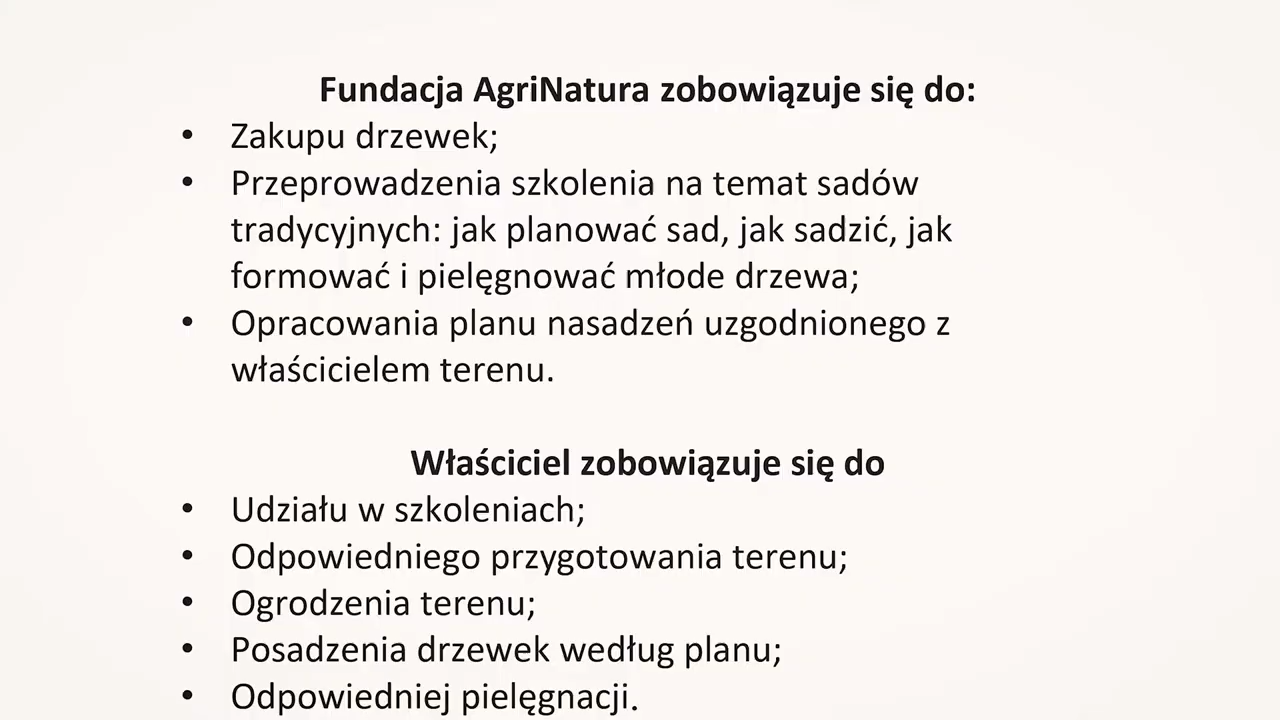 Fundacja AgriNatura zobowiązuje się do:
• Zakupu drzewek;
• Przeprowadzenia szkolenia na temat sadów
tradycyjnych: jak planować sad, jak sadzić, jak
formować i pielęgnować młode drzewa;
• Opracowania planu nasadzeń uzgodnionego z
właścicielem terenu.
Właściciel zobowiązuje się do
• Udziału w szkoleniach;
• Odpowiedniego przygotowania terenu;
• Ogrodzenia terenu;
• Posadzenia drzewek według planu;
• Odpowiedniej pielęgnacji.